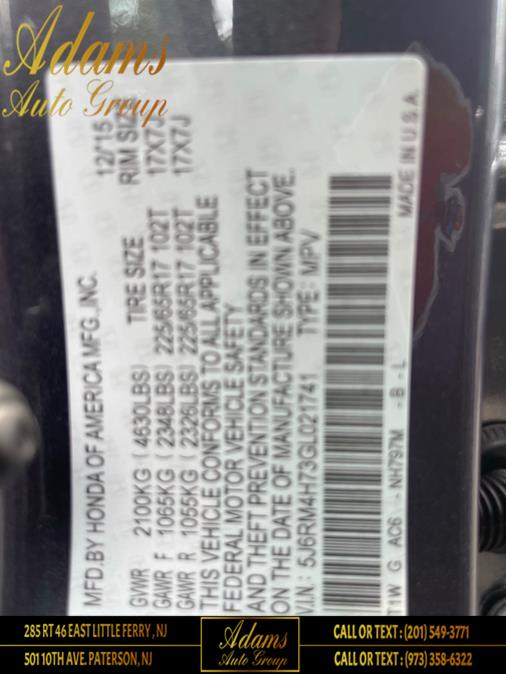 Adams
Auto Group
MFD. BY HONDA OF AMERICA MFG.,INC. 12/15
GVWR 2100KG (4630LBS) TIRE SIZE RIM SIZE
GAWR F 1065KG (2348LBS) 225/65R17 102T 17X7J
GAWR R 1055KG (2326LBS) 225/65R17 102T 17X7J
THIS VEHICLE CONFORMS TO ALL APPLICABLE
FEDERAL MOTOR VEHICLE SAFETY
AND THEFT PREVENTION STANDARDS IN EFFECT
ON THE DATE OF MANUFACTURE SHOWN ABOVE.
V.I.N.: 5J6RM4H73GL021741 TYPE: MPV
TW G AC6 NH797M - B - L MADE IN U.S.A.
285 RT 46 EAST LITTLE FERRY , NJ
501 10TH AVE. PATERSON, NJ
Adams
Auto Group
CALL OR TEXT : (201) 549-3771
CALL OR TEXT : (973) 358-6322